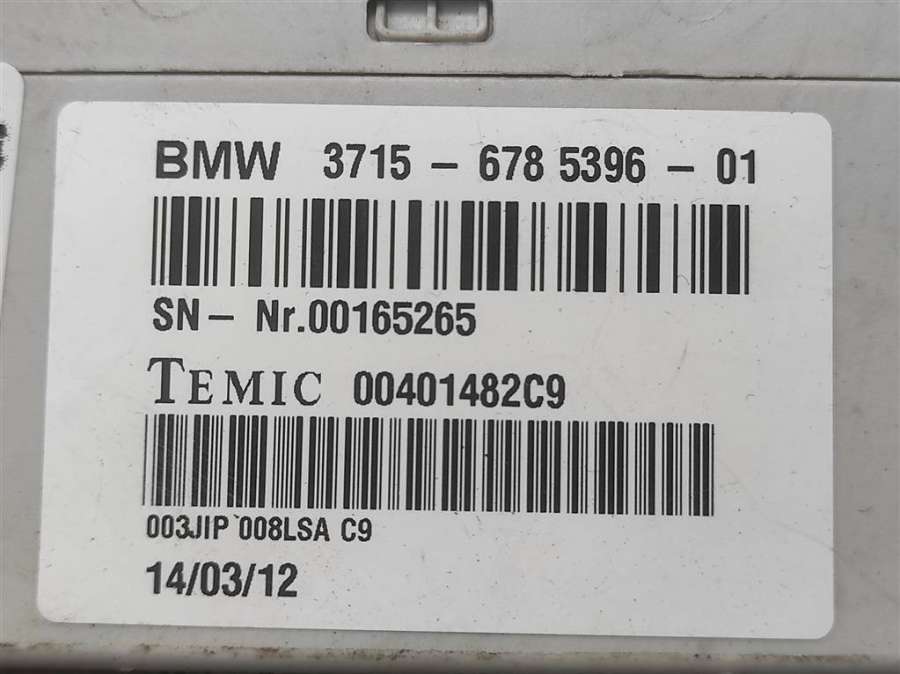 BMW 3715 - 678 5396 - 01
SN- Nr.00165265
TEMIC 00401482C9
003JIP 008LSA C9
14/03/12